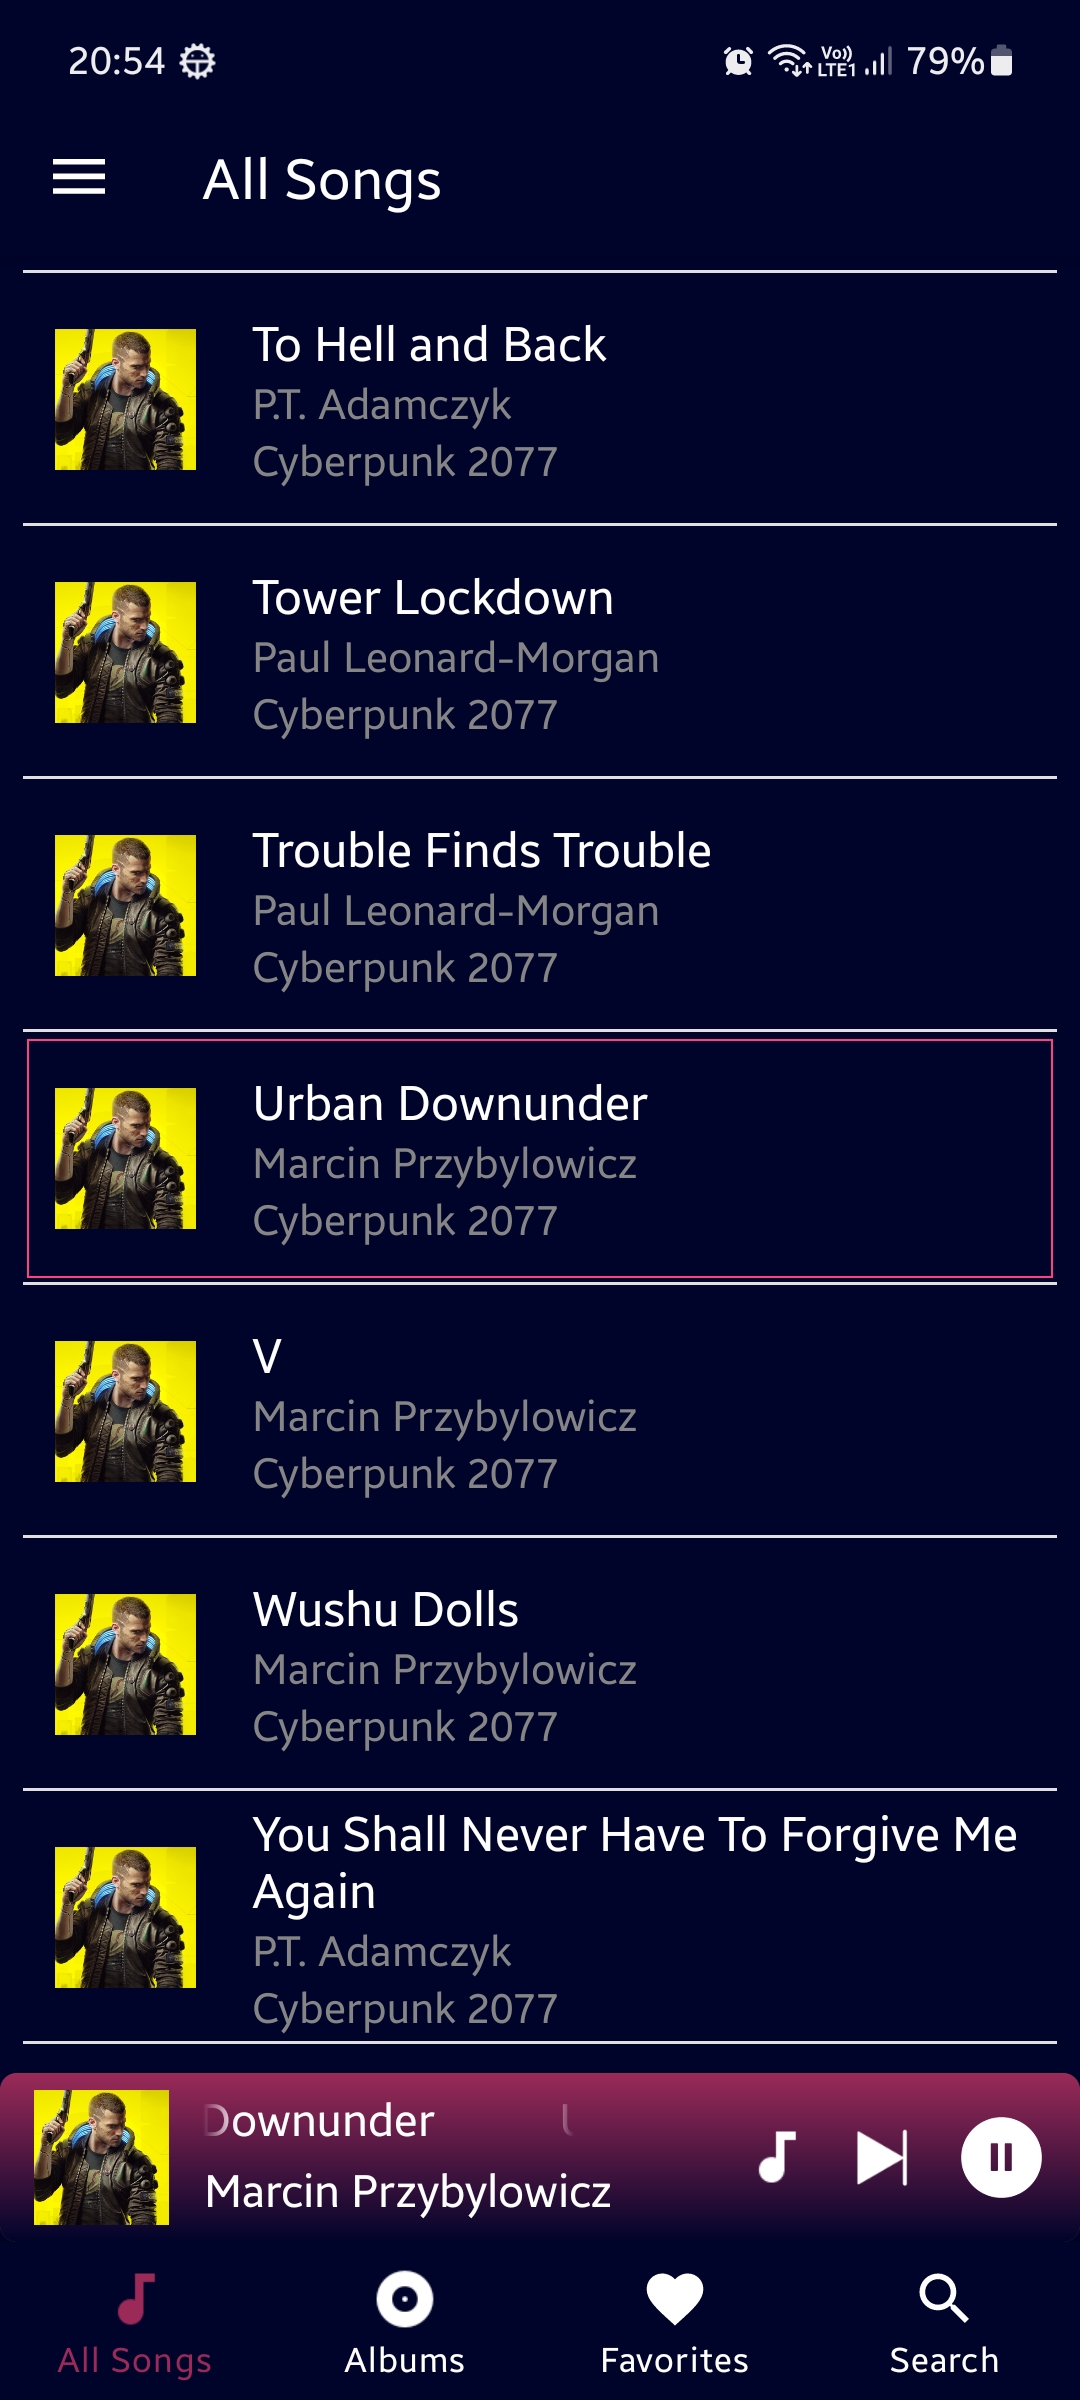 20:54
Vo))
LTE1
79%
All Songs
To Hell and Back
P.T. Adamczyk
Cyberpunk 2077
Tower Lockdown
Paul Leonard-Morgan
Cyberpunk 2077
Trouble Finds Trouble
Paul Leonard-Morgan
Cyberpunk 2077
Urban Downunder
Marcin Przybylowicz
Cyberpunk 2077
V
Marcin Przybylowicz
Cyberpunk 2077
Wushu Dolls
Marcin Przybylowicz
Cyberpunk 2077
You Shall Never Have To Forgive Me
Again
P.T. Adamczyk
Cyberpunk 2077
Downunder
Marcin Przybylowicz
All Songs
Albums
Favorites
Search